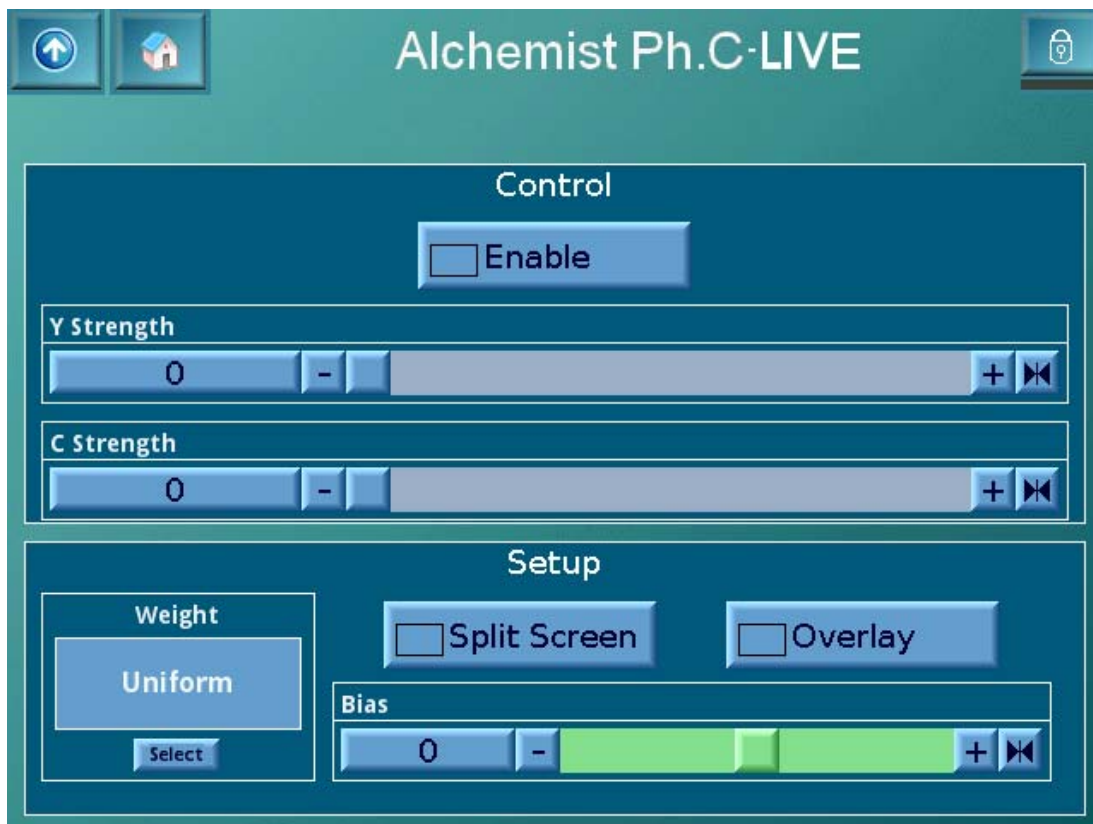 Alchemist Ph.C-LIVE
Control
Enable
Y Strength
0 - +
C Strength
0 - +
Setup
Weight
Uniform
Select
Split Screen
Overlay
Bias
0 - +